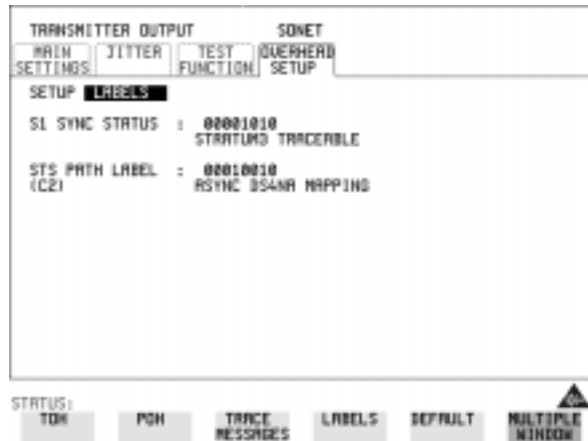 TRANSMITTER OUTPUT SONET
MAIN SETTINGS JITTER TEST FUNCTION OVERHEAD SETUP
SETUP LABELS
S1 SYNC STATUS : 00001010
STRATUM3 TRACEABLE
STS PATH LABEL : 00010010
(C2) ASYNC DS4NA MAPPING
STATUS:
TOH POH TRACE MESSAGES LABELS DEFAULT MULTIPLE WINDOW